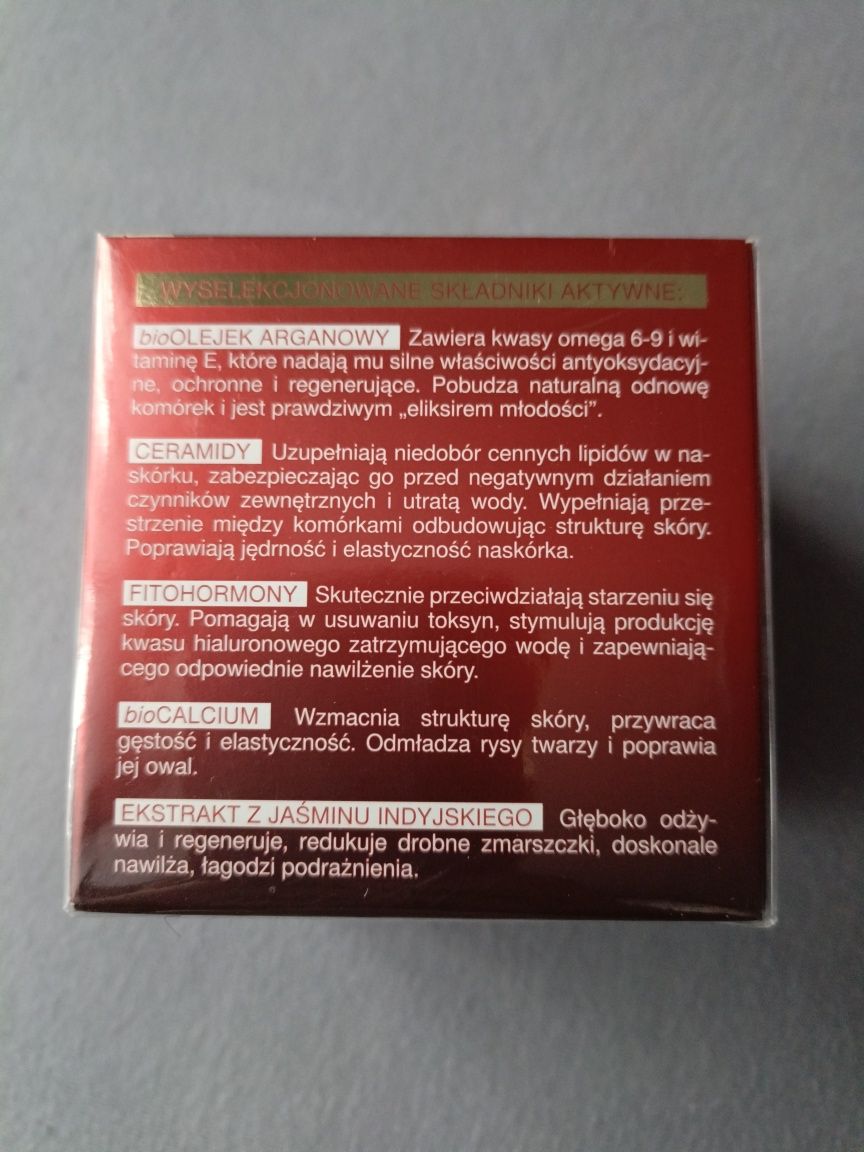 WYSELEKCJONOWANE SKŁADNIKI AKTYWNE:
bioOLEJEK ARGANOWY Zawiera kwasy omega 6-9 i wi-
taminę E, które nadają mu silne właściwości antyoksydacyj-
ne, ochronne i regenerujące. Pobudza naturalną odnowę
komórek i jest prawdziwym „eliksirem młodości”.
CERAMIDY Uzupełniają niedobór cennych lipidów w na-
skórku, zabezpieczając go przed negatywnym działaniem
czynników zewnętrznych i utratą wody. Wypełniają prze-
strzenie między komórkami odbudowując strukturę skóry.
Poprawiają jędrność i elastyczność naskórka.
FITOHORMONY Skutecznie przeciwdziałają starzeniu się
skóry. Pomagają w usuwaniu toksyn, stymulują produkcję
kwasu hialuronowego zatrzymującego wodę i zapewniają-
cego odpowiednie nawilżenie skóry.
bioCALCIUM Wzmacnia strukturę skóry, przywraca
gęstość i elastyczność. Odmładza rysy twarzy i poprawia
jej owal.
EKSTRAKT Z JAŚMINU INDYJSKIEGO Głęboko odży-
wia i regeneruje, redukuje drobne zmarszczki, doskonale
nawilża, łagodzi podrażnienia.